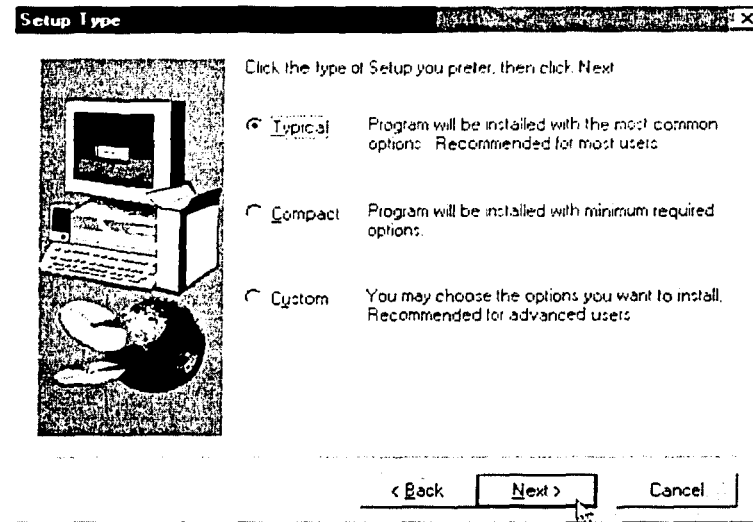 Setup Type
Click the type of Setup you prefer, then click Next
Typical
Program will be installed with the most common
options. Recommended for most users
Compact
Program will be installed with minimum required
options.
Custom
You may choose the options you want to install.
Recommended for advanced users
< Back
Next >
Cancel